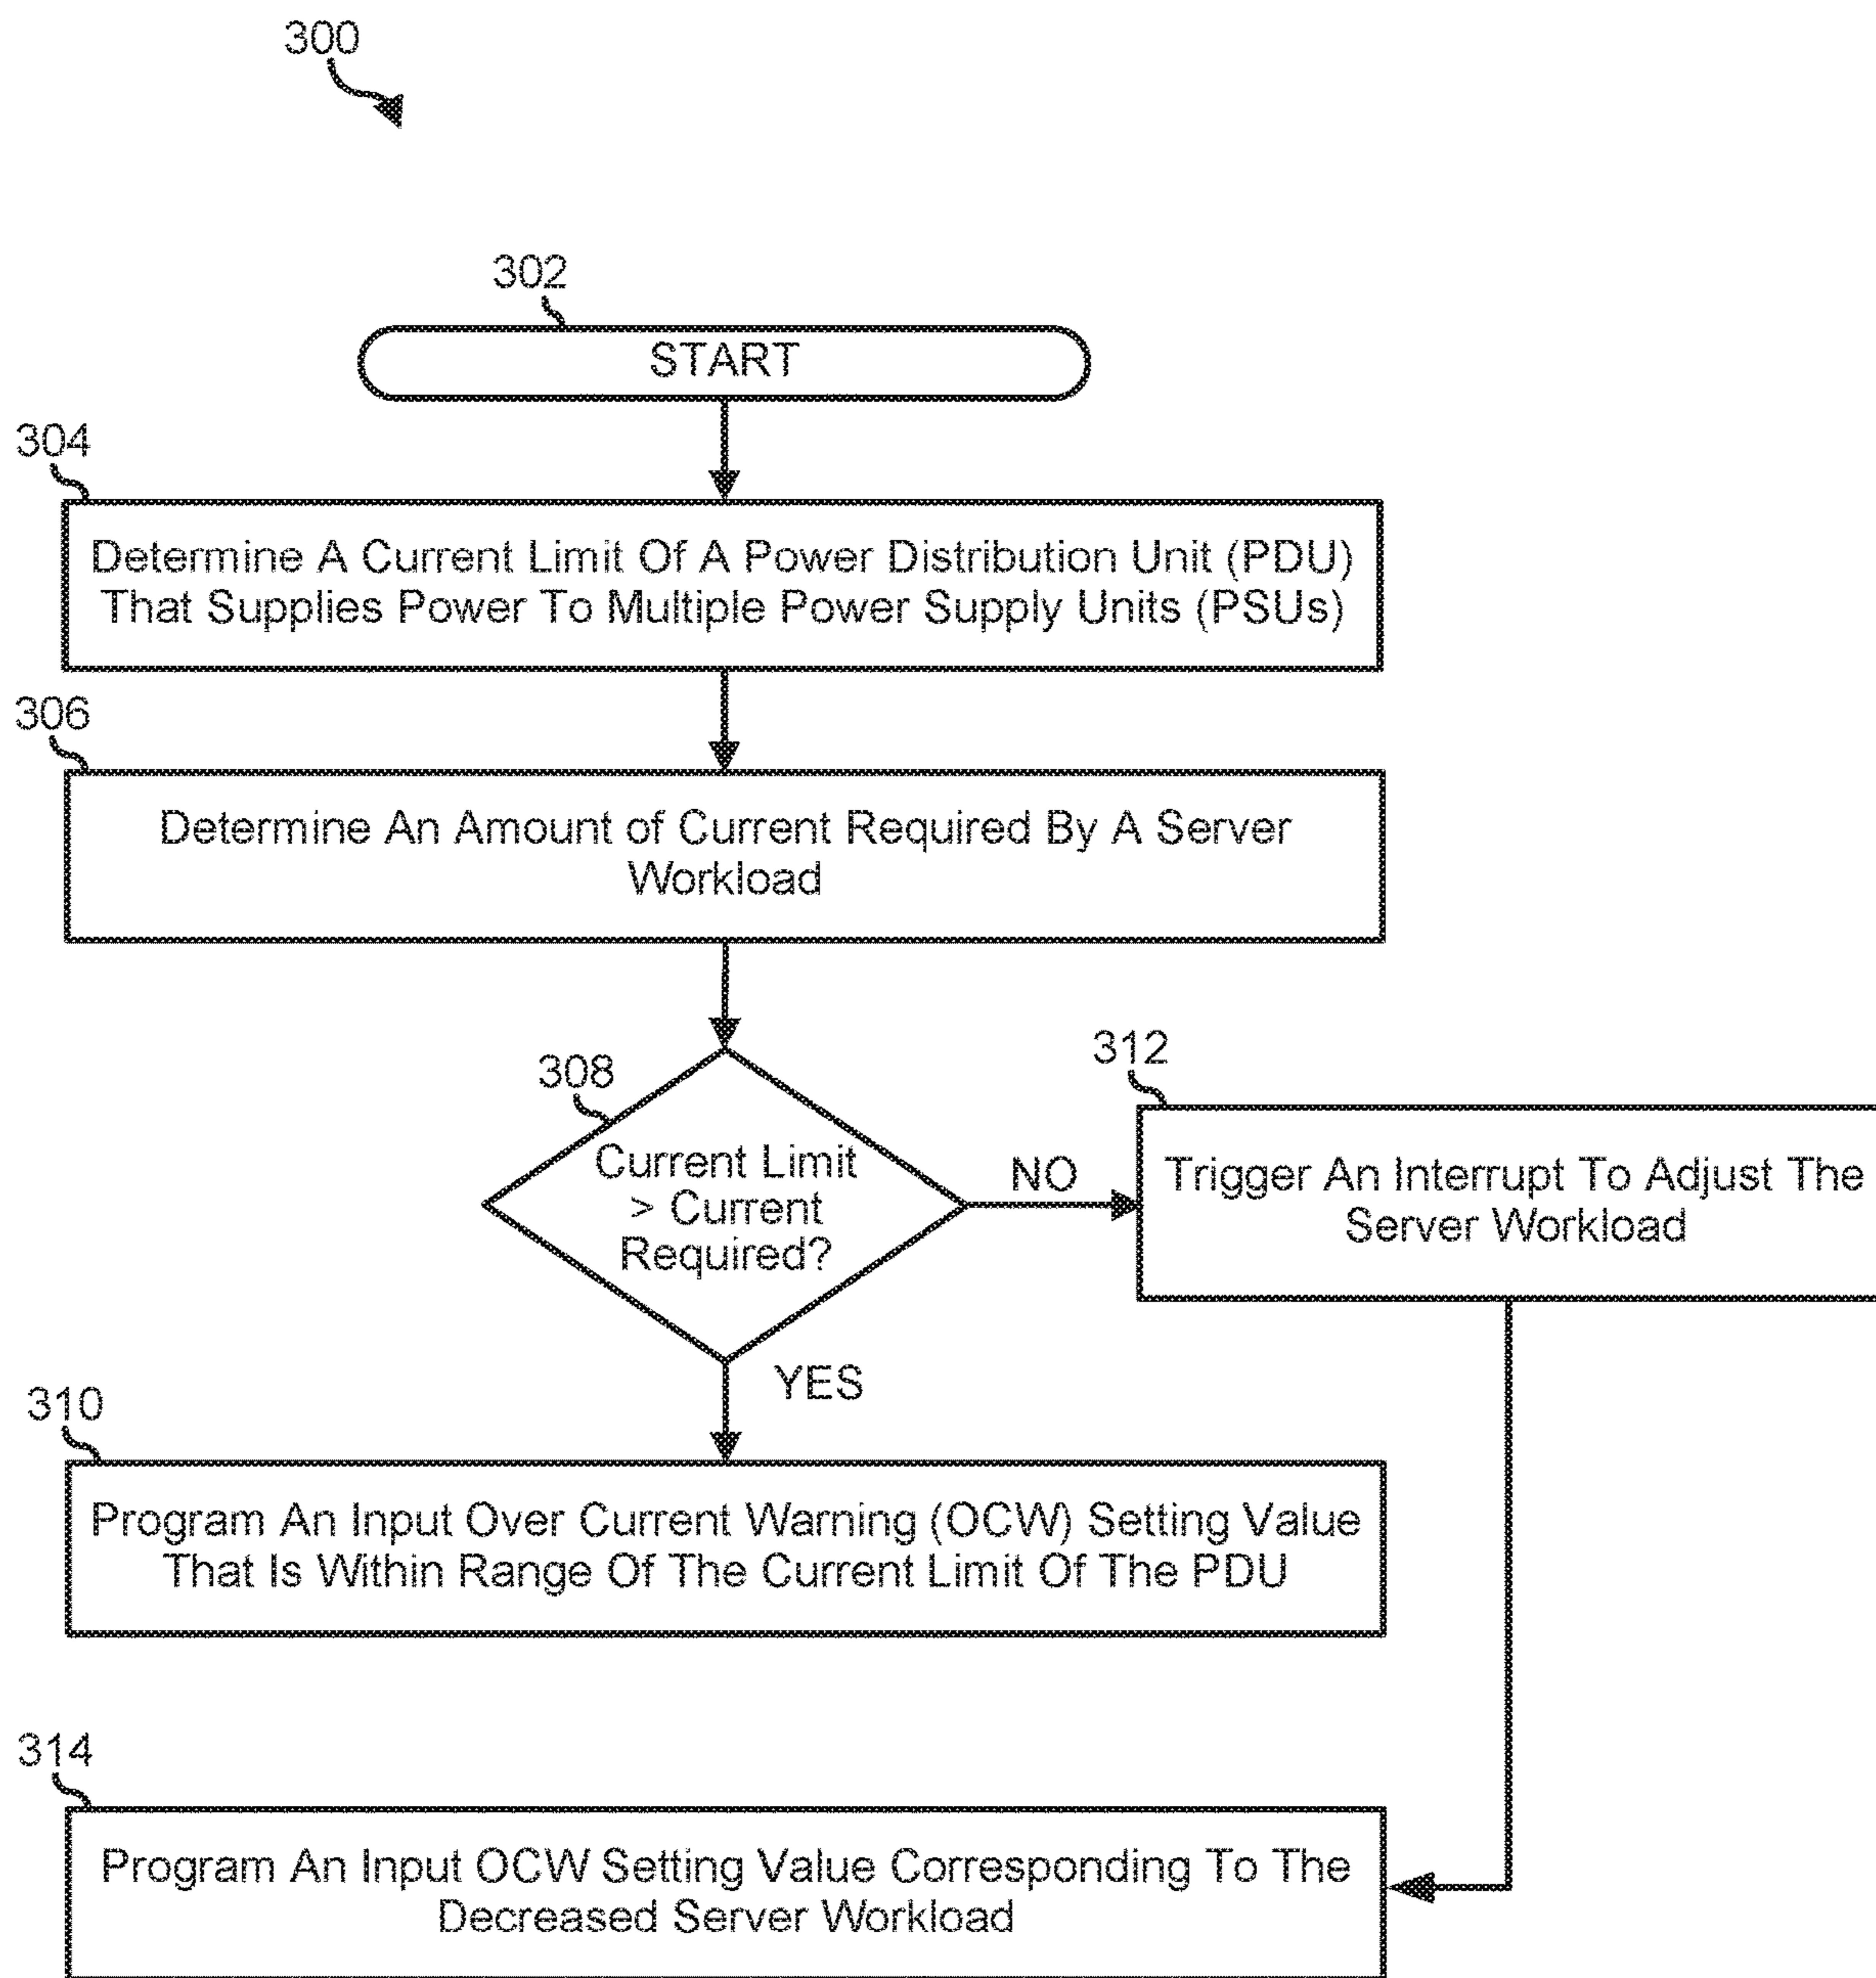 300
302
START
304
Determine A Current Limit Of A Power Distribution Unit (PDU)
That Supplies Power To Multiple Power Supply Units (PSUs)
306
Determine An Amount of Current Required By A Server
Workload
308
Current Limit
> Current
Required?
NO
312
Trigger An Interrupt To Adjust The
Server Workload
YES
310
Program An Input Over Current Warning (OCW) Setting Value
That Is Within Range Of The Current Limit Of The PDU
314
Program An Input OCW Setting Value Corresponding To The
Decreased Server Workload